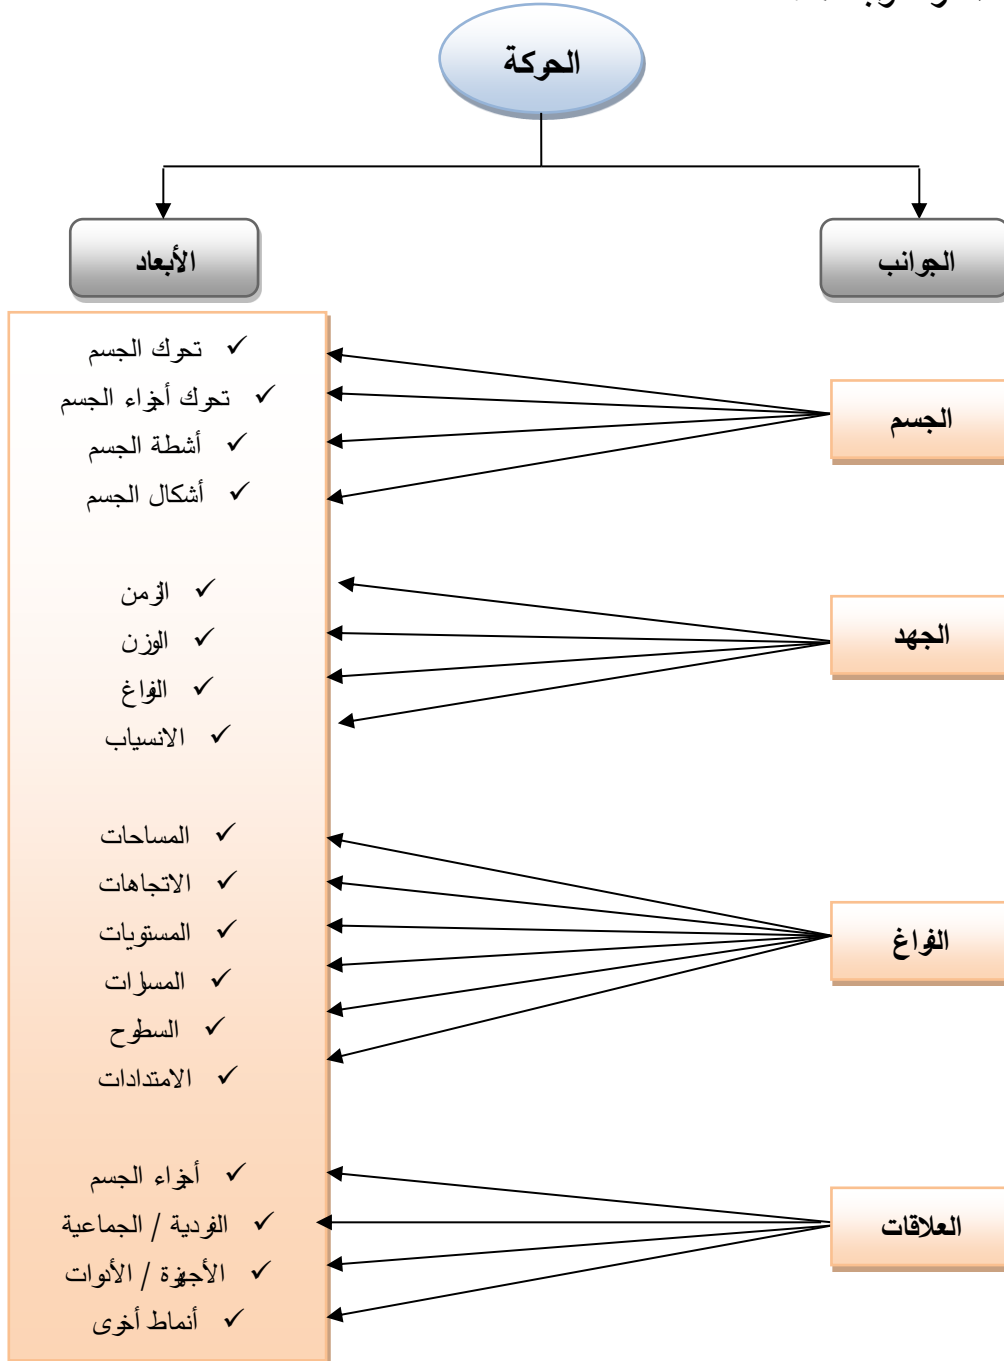 الحركة
الجوانب
الأبعاد
الجسم
تحرك الجسم
تحرك أجزاء الجسم
أشطة الجسم
أشكال الجسم
الجهد
الزمن
الوزن
الفراغ
الانسياب
الفراغ
المساحات
الاتجاهات
المستويات
المسارات
السطوح
الامتدادات
العلاقات
أجزاء الجسم
الفردية / الجماعية
الأجهزة / الأدوات
أنماط أخرى